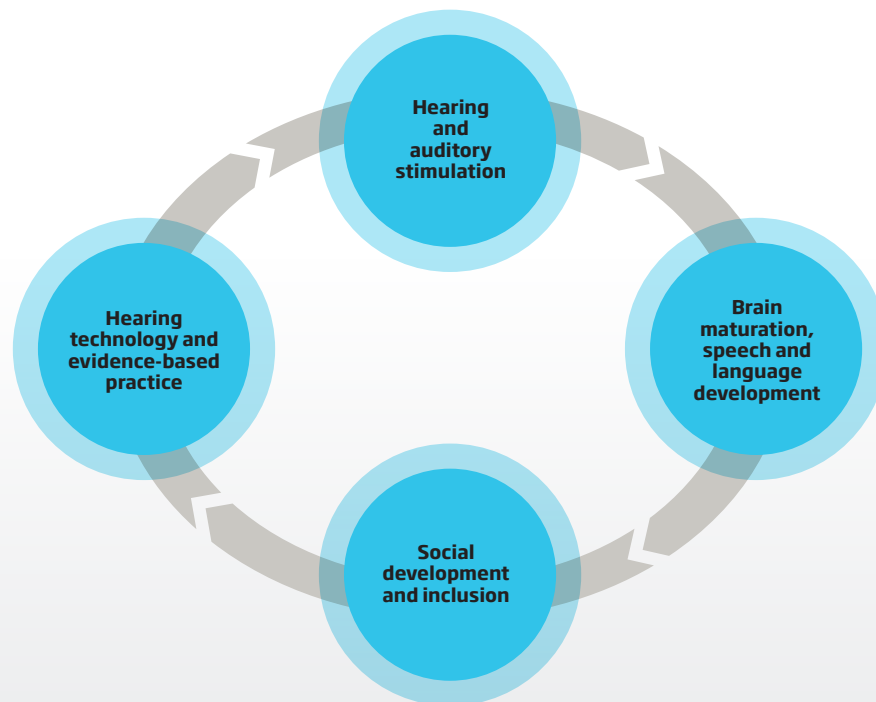 Hearing
and
auditory
stimulation
Hearing
technology and
evidence-based
practice
Brain
maturation,
speech and
language
development
Social
development
and inclusion